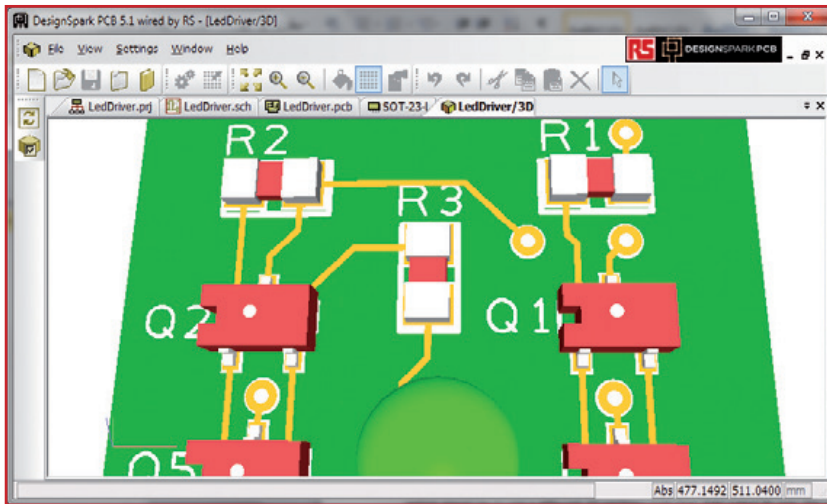 DesignSpark PCB 5.1 wired by RS - [LedDriver/3D]
File View Settings Window Help
RS DESIGNSPARK PCB
LedDriver.prj LedDriver.sch LedDriver.pcb SOT-23-I LedDriver/3D
R2 R1
R3
Q2 Q1
Q5
Abs 477.1492 511.0400 mm